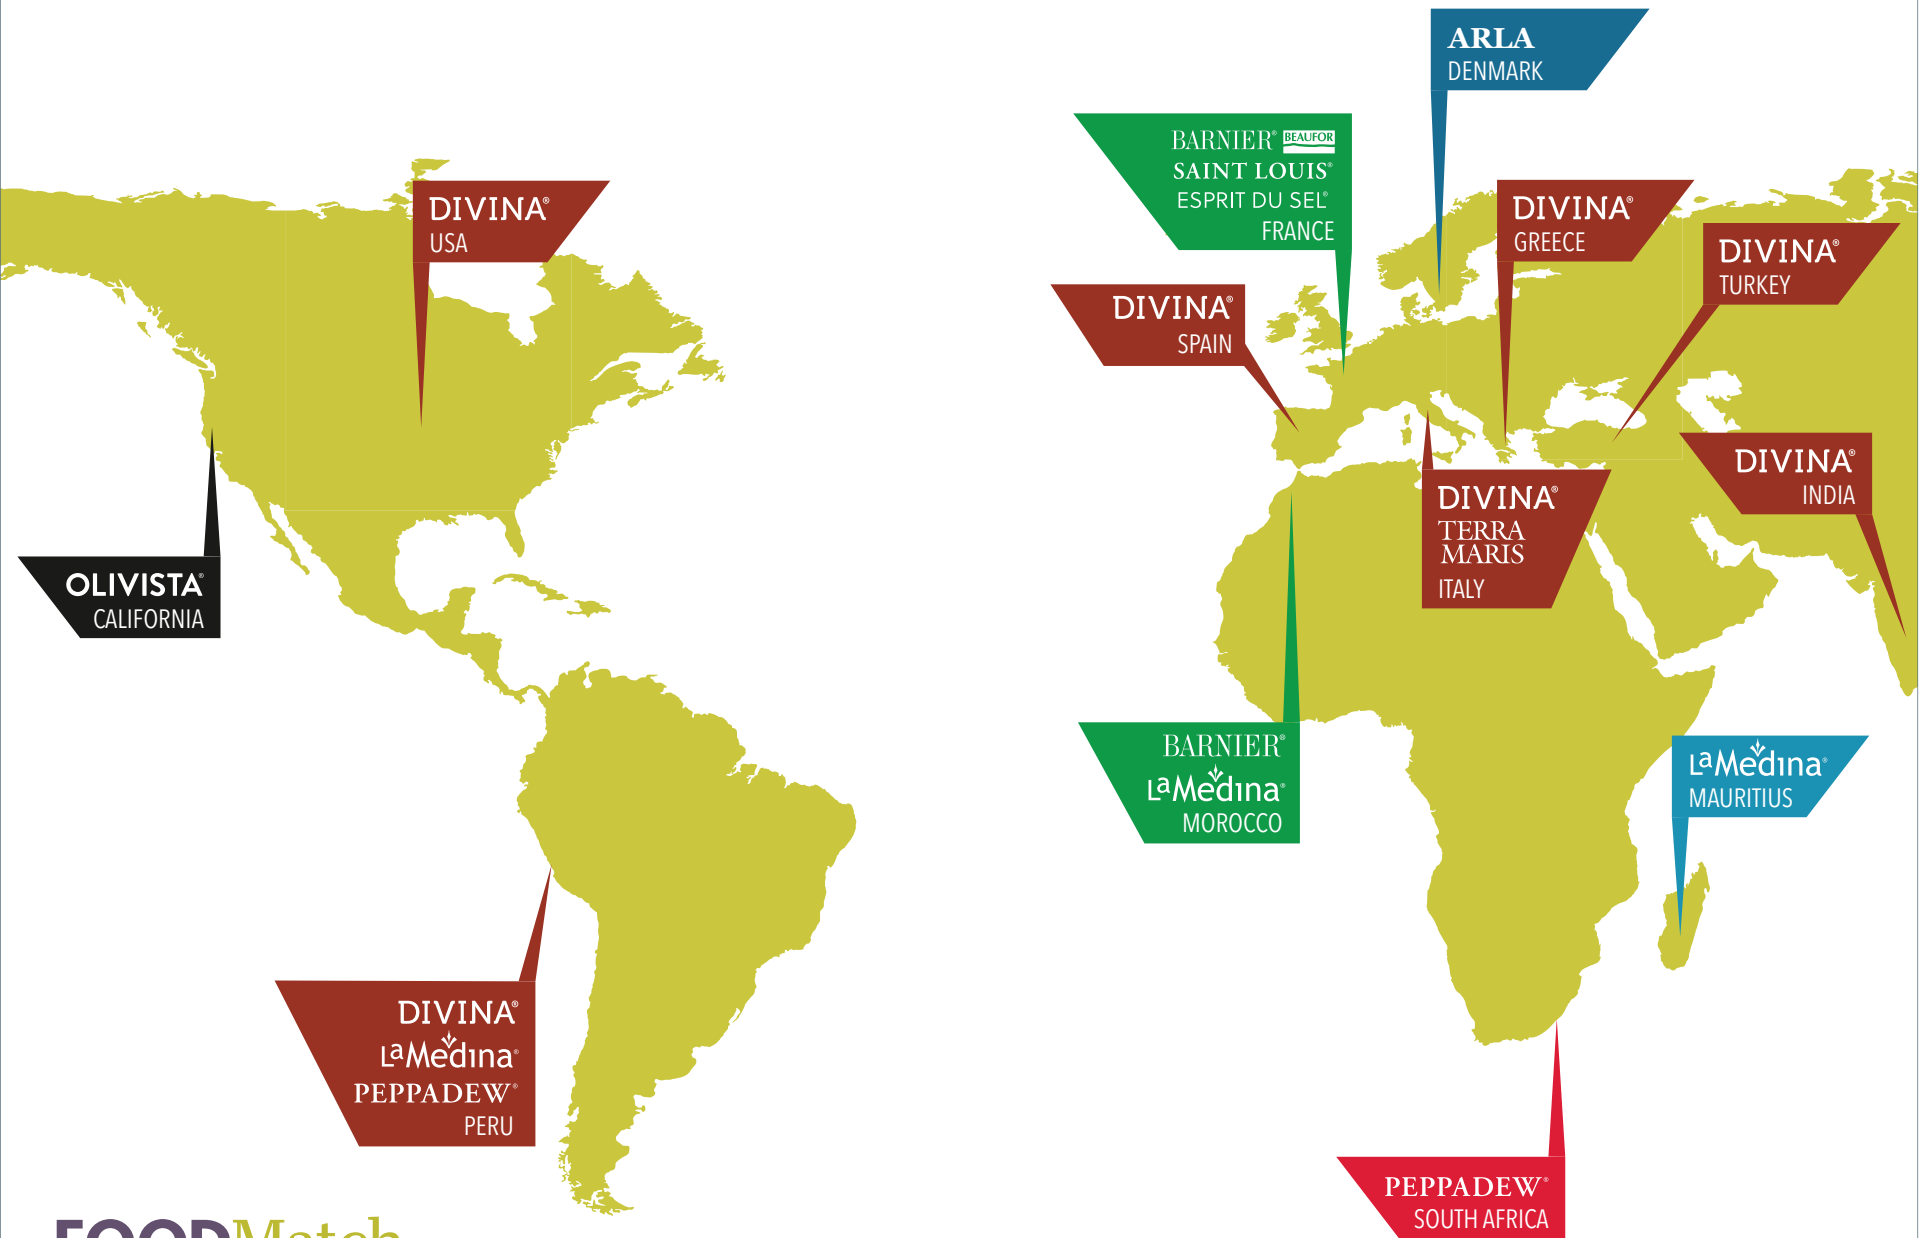 ARLA
DENMARK
BARNIER® BEAUFOR
SAINT LOUIS®
ESPRIT DU SEL®
FRANCE
DIVINA®
USA
DIVINA®
GREECE
DIVINA®
TURKEY
DIVINA®
SPAIN
DIVINA®
INDIA
DIVINA®
TERRA
MARIS
ITALY
OLIVISTA®
CALIFORNIA
BARNIER®
LaMedina®
MOROCCO
LaMedina®
MAURITIUS
DIVINA®
LaMedina®
PEPPADEW®
PERU
PEPPADEW®
SOUTH AFRICA
FOODMatch